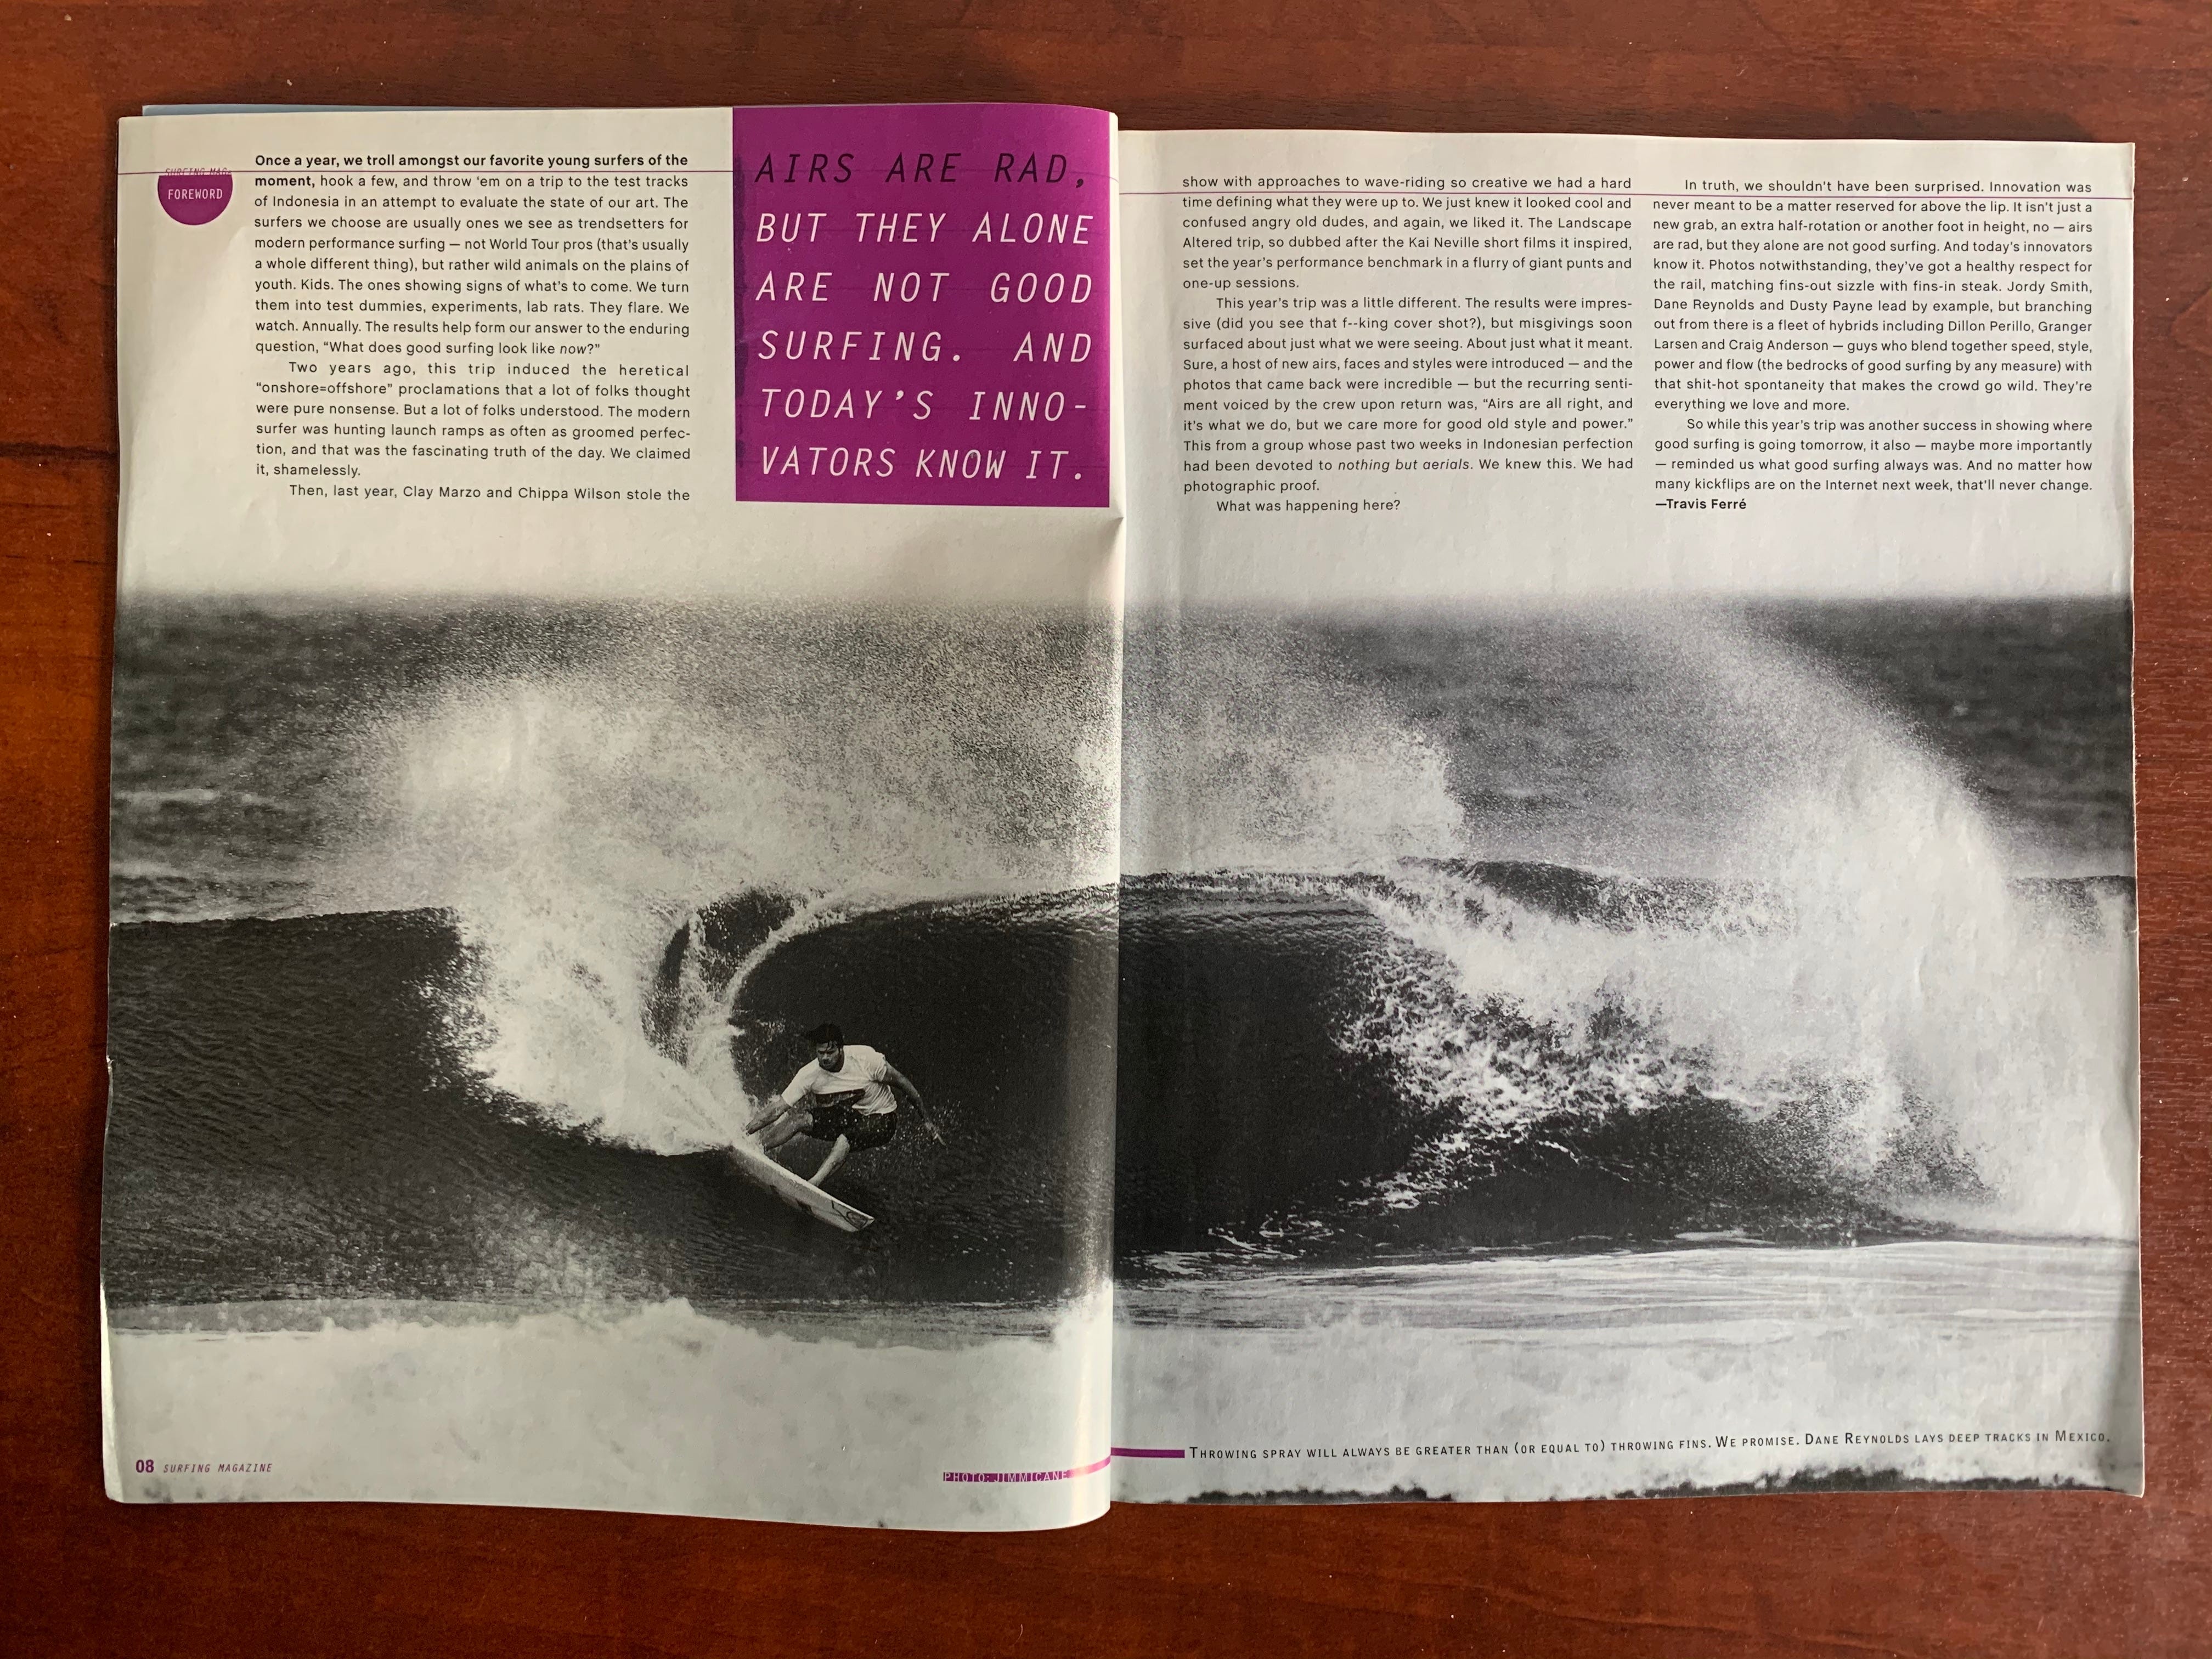 SURFING MAG
FOREWORD
Once a year, we troll amongst our favorite young surfers of the
moment, hook a few, and throw ‘em on a trip to the test tracks
of Indonesia in an attempt to evaluate the state of our art. The
surfers we choose are usually ones we see as trendsetters for
modern performance surfing — not World Tour pros (that's usually
a whole different thing), but rather wild animals on the plains of
youth. Kids. The ones showing signs of what's to come. We turn
them into test dummies, experiments, lab rats. They flare. We
watch. Annually. The results help form our answer to the enduring
question, "What does good surfing look like now?"
Two years ago, this trip induced the heretical
"onshore=offshore" proclamations that a lot of folks thought
were pure nonsense. But a lot of folks understood. The modern
surfer was hunting launch ramps as often as groomed perfec-
tion, and that was the fascinating truth of the day. We claimed
it, shamelessly.
Then, last year, Clay Marzo and Chippa Wilson stole the
AIRS ARE RAD,
BUT THEY ALONE
ARE NOT GOOD
SURFING. AND
TODAY'S INNO-
VATORS KNOW IT.
show with approaches to wave-riding so creative we had a hard
time defining what they were up to. We just knew it looked cool and
confused angry old dudes, and again, we liked it. The Landscape
Altered trip, so dubbed after the Kai Neville short films it inspired,
set the year's performance benchmark in a flurry of giant punts and
one-up sessions.
This year's trip was a little different. The results were impres-
sive (did you see that f--king cover shot?), but misgivings soon
surfaced about just what we were seeing. About just what it meant.
Sure, a host of new airs, faces and styles were introduced — and the
photos that came back were incredible — but the recurring senti-
ment voiced by the crew upon return was, "Airs are all right, and
it's what we do, but we care more for good old style and power."
This from a group whose past two weeks in Indonesian perfection
had been devoted to nothing but aerials. We knew this. We had
photographic proof.
What was happening here?
In truth, we shouldn't have been surprised. Innovation was
never meant to be a matter reserved for above the lip. It isn't just a
new grab, an extra half-rotation or another foot in height, no — airs
are rad, but they alone are not good surfing. And today's innovators
know it. Photos notwithstanding, they've got a healthy respect for
the rail, matching fins-out sizzle with fins-in steak. Jordy Smith,
Dane Reynolds and Dusty Payne lead by example, but branching
out from there is a fleet of hybrids including Dillon Perillo, Granger
Larsen and Craig Anderson — guys who blend together speed, style,
power and flow (the bedrocks of good surfing by any measure) with
that shit-hot spontaneity that makes the crowd go wild. They're
everything we love and more.
So while this year's trip was another success in showing where
good surfing is going tomorrow, it also — maybe more importantly
— reminded us what good surfing always was. And no matter how
many kickflips are on the Internet next week, that'll never change.
—Travis Ferré
08 SURFING MAGAZINE
PHOTO: JIMMICANE
THROWING SPRAY WILL ALWAYS BE GREATER THAN (OR EQUAL TO) THROWING FINS. WE PROMISE. DANE REYNOLDS LAYS DEEP TRACKS IN MEXICO.